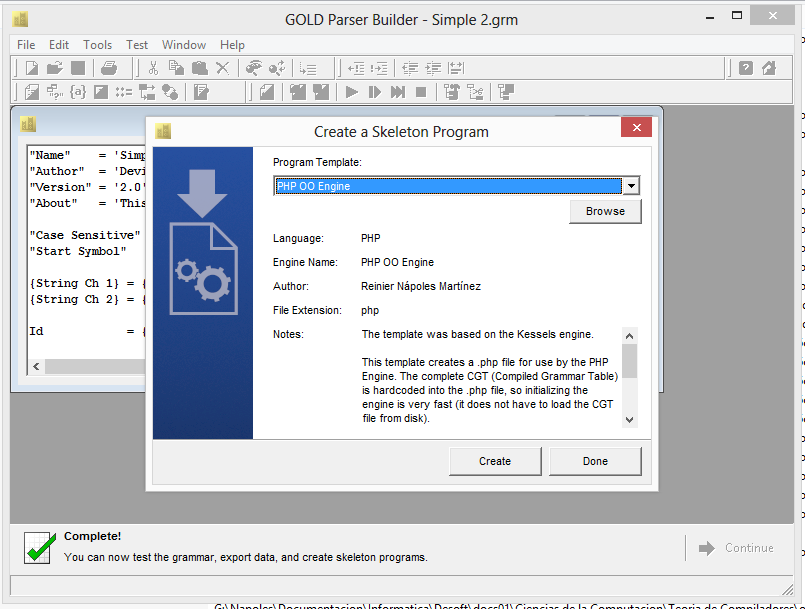 GOLD Parser Builder - Simple 2.grm
File Edit Tools Test Window Help
Create a Skeleton Program
"Name" = 'Simp
"Author" = 'Devi
"Version" = '2.0'
"About" = 'This
"Case Sensitive"
"Start Symbol"
{String Ch 1} = {
{String Ch 2} = {
Id = {
Program Template:
PHP OO Engine
Browse
Language: PHP
Engine Name: PHP OO Engine
Author: Reinier Nápoles Martínez
File Extension: php
Notes: The template was based on the Kessels engine.
This template creates a .php file for use by the PHP
Engine. The complete CGT (Compiled Grammar Table)
is hardcoded into the .php file, so initializing the
engine is very fast (it does not have to load the CGT
file from disk).
Create Done
Complete!
You can now test the grammar, export data, and create skeleton programs.
Continue
G:\Napoles\Documentacion\Informatica\Desoft\docs01\Ciencias de la Computacion\Teoria de Compiladores\